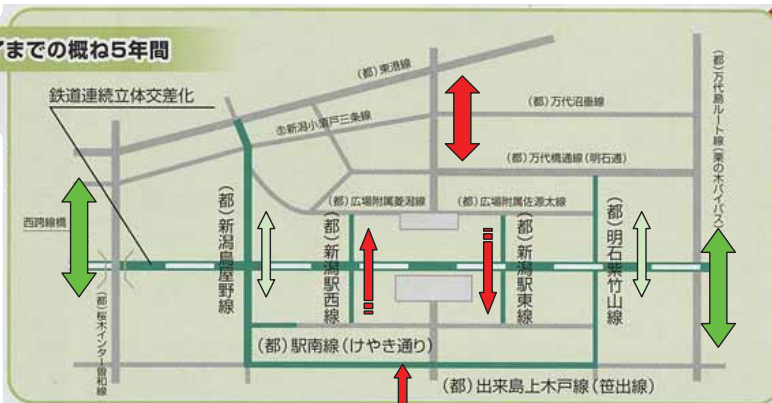 までの概ね5年間
鉄道連続立体交差化
(都)東港線
(都)万代沼垂線
㊤新潟小須戸三条線
(都)万代橋通線(明石通)
(都)万代島ルート線(栗の木バイパス)
西跨線橋
(都)広場附属菱潟線
(都)広場附属佐源太線
(都)新潟鳥屋野線
(都)新潟駅西線
(都)新潟駅東線
(都)明石紫竹山線
(都)桜木インター曽和線
(都)駅南線(けやき通り)
(都)出来島上木戸線(笹出線)